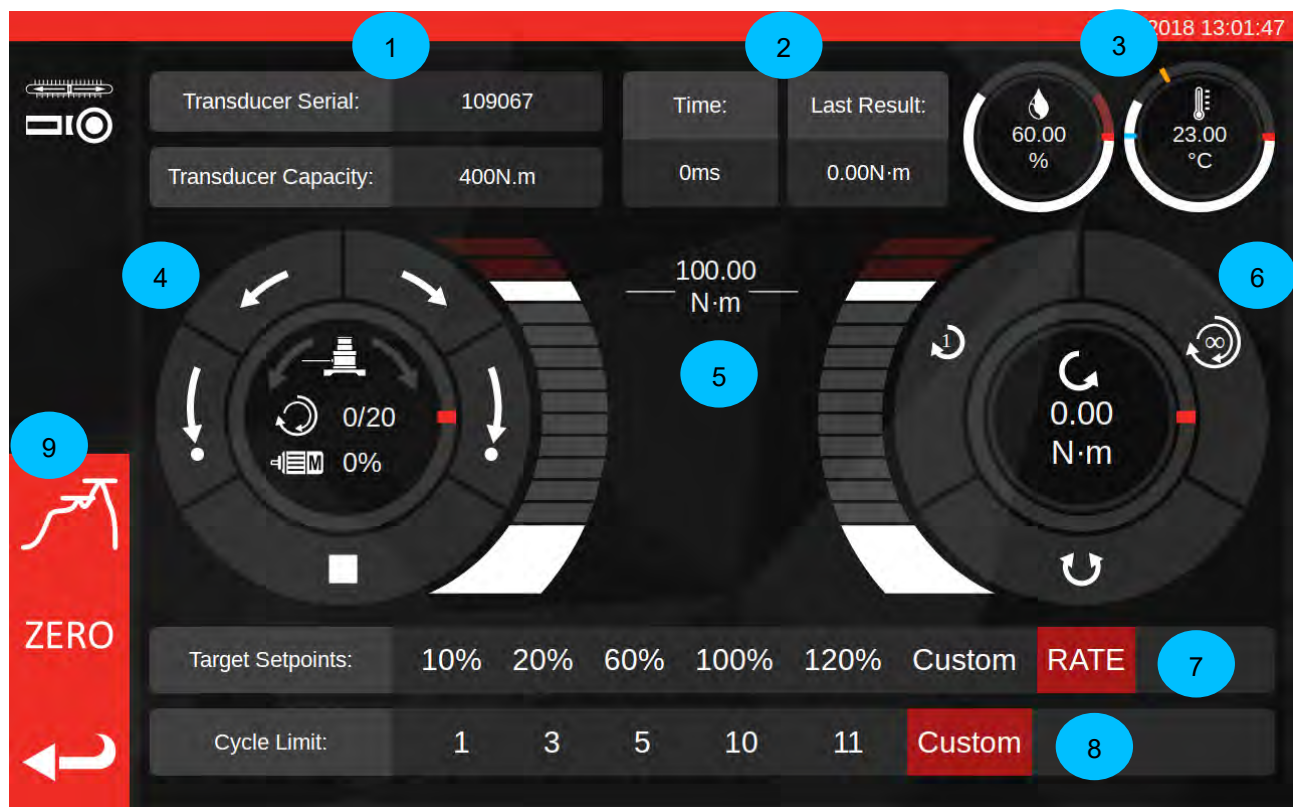 1
2
3
2018 13:01:47
Transducer Serial: 109067
Time: Last Result:
60.00
%
23.00
°C
Transducer Capacity: 400N.m
0ms 0.00N·m
4
100.00
N·m
6
1
∞
5
0/20
0%
0.00
N·m
9
ZERO
Target Setpoints: 10% 20% 60% 100% 120% Custom RATE 7
Cycle Limit: 1 3 5 10 11 Custom 8
M